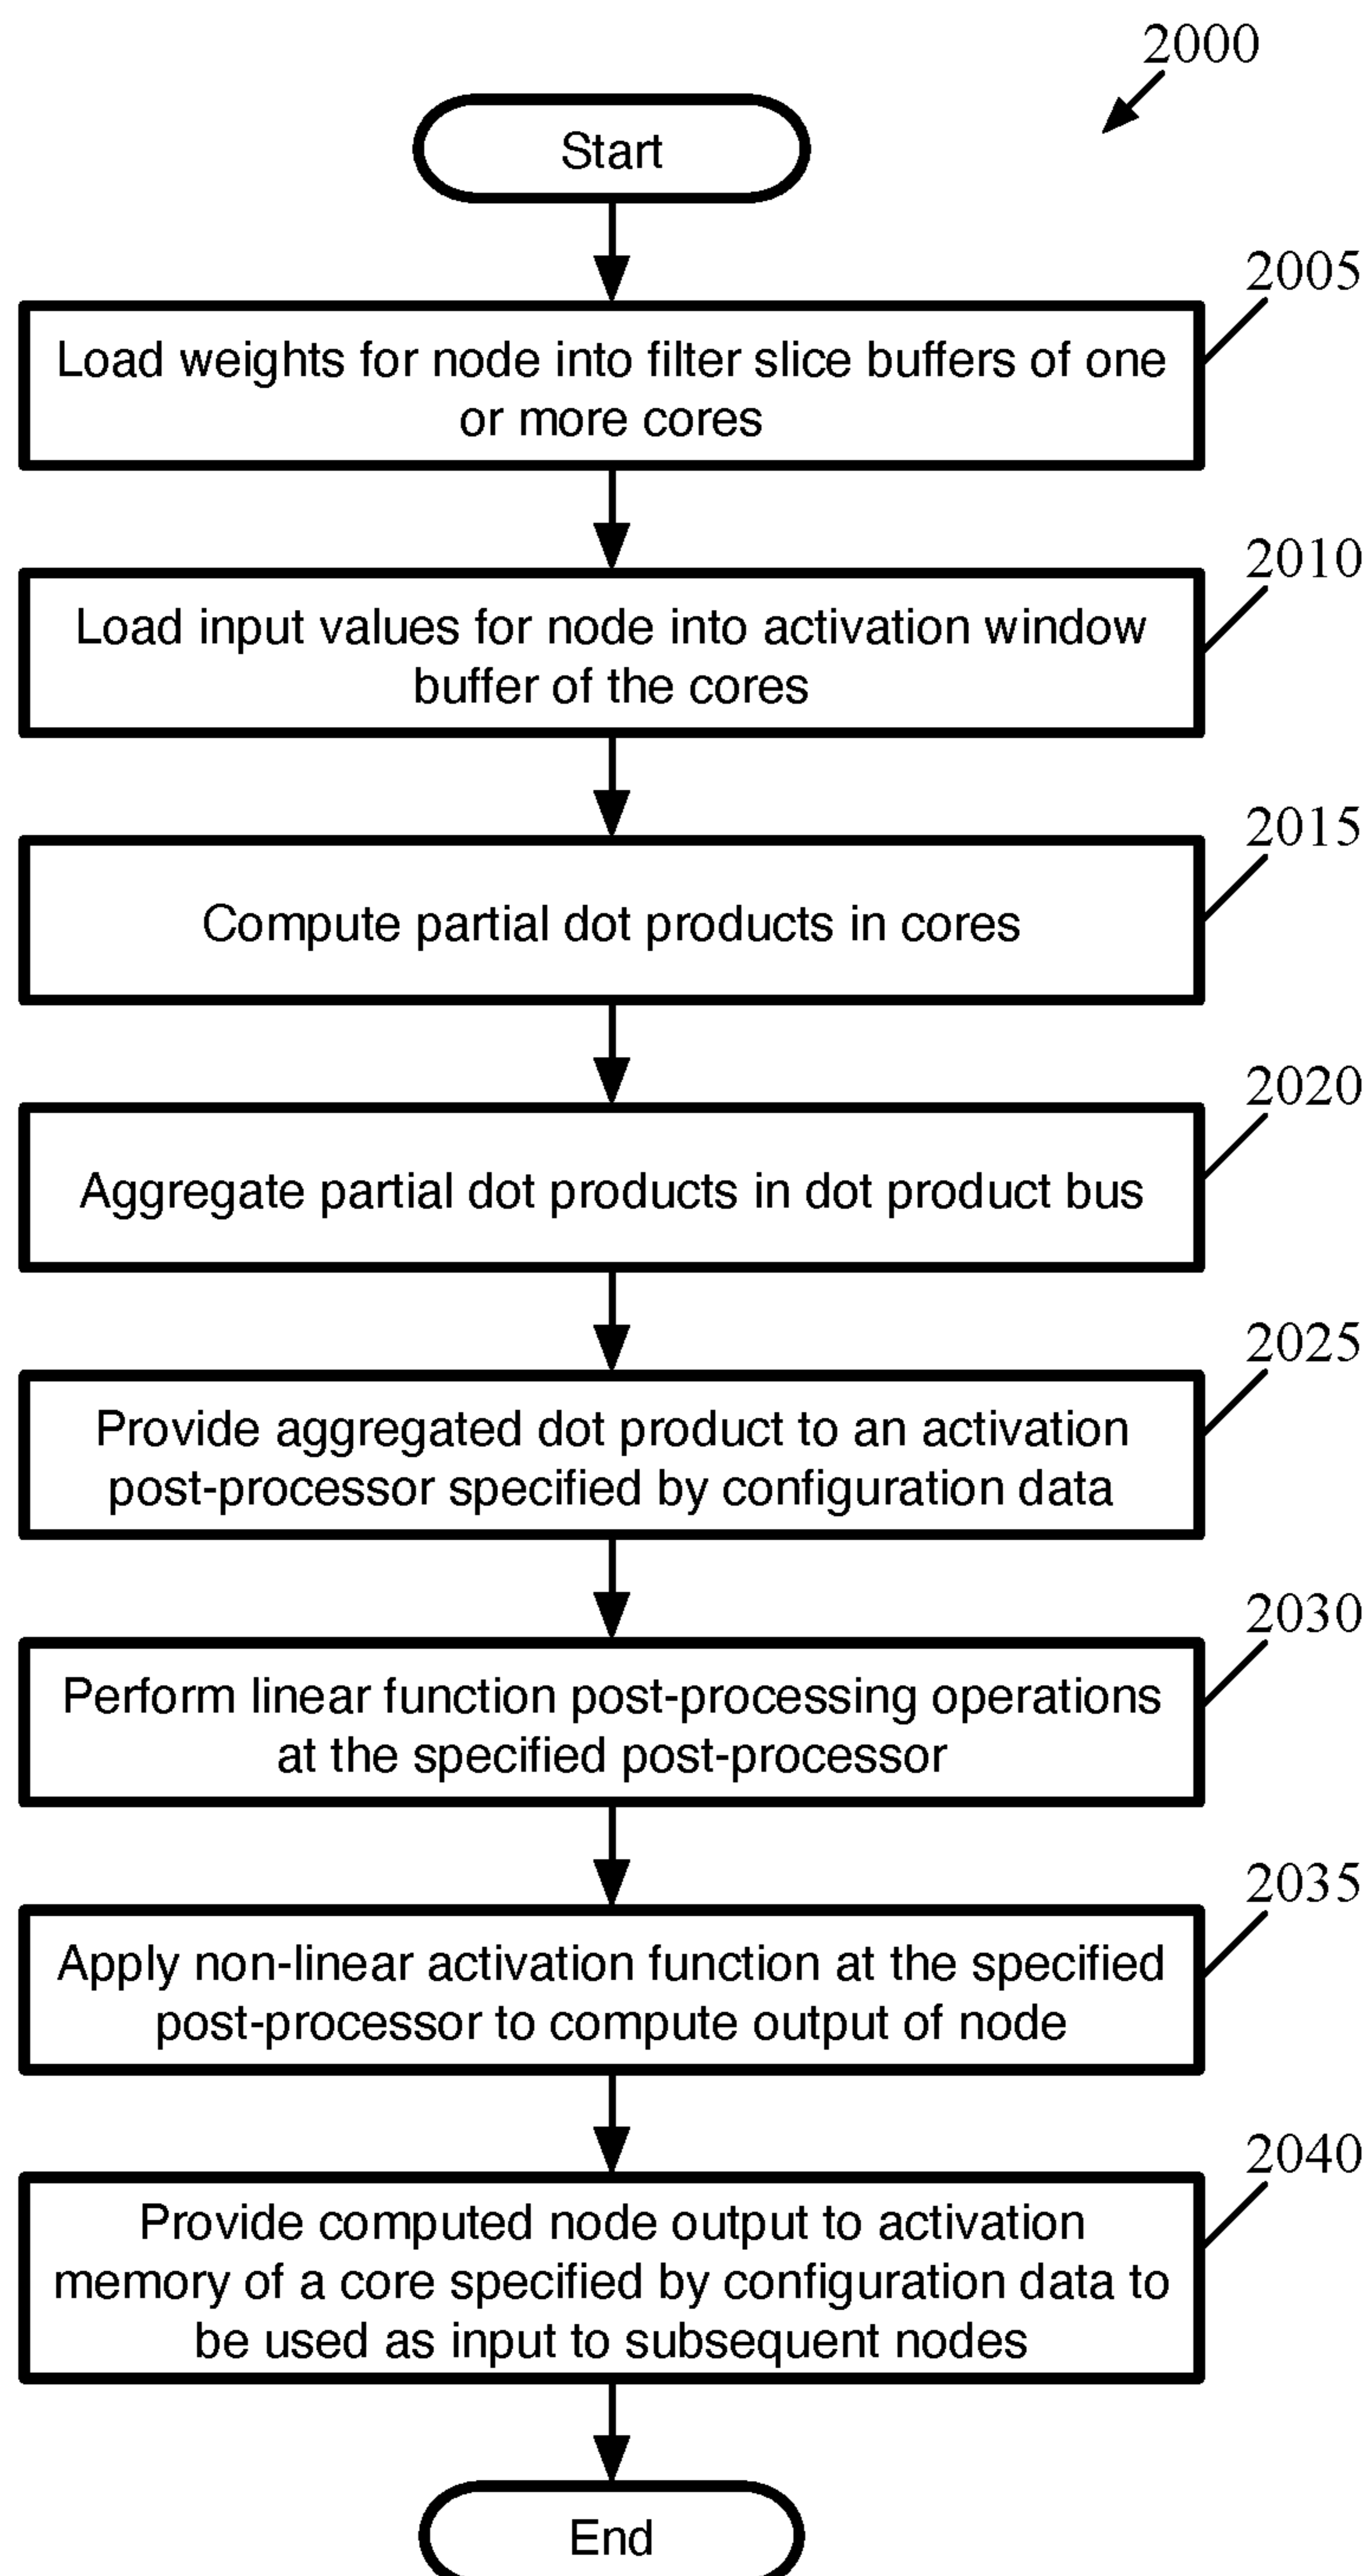 2000
Start
2005
Load weights for node into filter slice buffers of one
or more cores
2010
Load input values for node into activation window
buffer of the cores
2015
Compute partial dot products in cores
2020
Aggregate partial dot products in dot product bus
2025
Provide aggregated dot product to an activation
post-processor specified by configuration data
2030
Perform linear function post-processing operations
at the specified post-processor
2035
Apply non-linear activation function at the specified
post-processor to compute output of node
2040
Provide computed node output to activation
memory of a core specified by configuration data to
be used as input to subsequent nodes
End